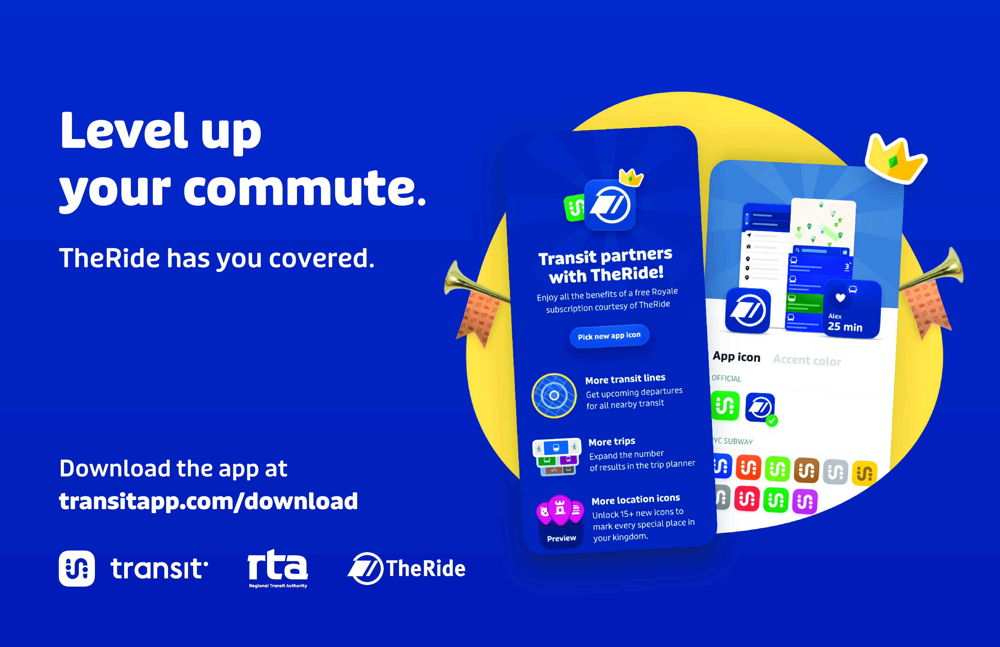 Level up
your commute.
TheRide has you covered.
Download the app at
transitapp.com/download
transit
rta
Regional Transit Authority
TheRide
Transit partners
with TheRide!
Enjoy all the benefits of a free Royale
subscription courtesy of TheRide
Pick new app icon
More transit lines
Get upcoming departures
for all nearby transit
More trips
Expand the number
of results in the trip planner
More location icons
Unlock 15+ new icons to
mark every special place in
your kingdom.
Preview
3
Alex
25 min
App icon Accent color
OFFICIAL
YC SUBWAY